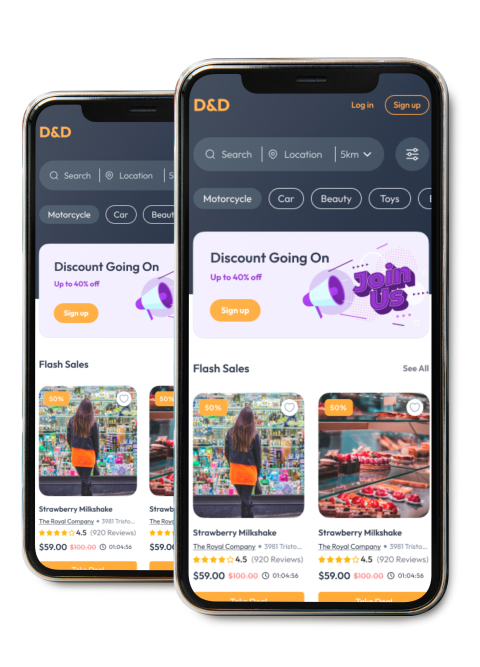 D&D
Search Location 5
Motorcycle Car Beaut
Discount Going On
Up to 40% off
Sign up
Flash Sales
50%
50%
Strawberry Milkshake
The Royal Company • 3981 Tristo...
4.5 (920 Reviews)
$59.00 $100.00 01:04:56
Take Deal
Strawb
The Roya
$59.0
D&D
Log in Sign up
Search Location 5km
Motorcycle Car Beauty Toys
Discount Going On
Up to 40% off
Sign up
Join
Us
Flash Sales See All
50%
50%
Strawberry Milkshake
The Royal Company • 3981 Tristo...
4.5 (920 Reviews)
$59.00 $100.00 01:04:56
Take Deal
Strawberry Milkshake
The Royal Company • 3981 Tristo...
4.5 (920 Reviews)
$59.00 $100.00 01:04:56
Take Deal